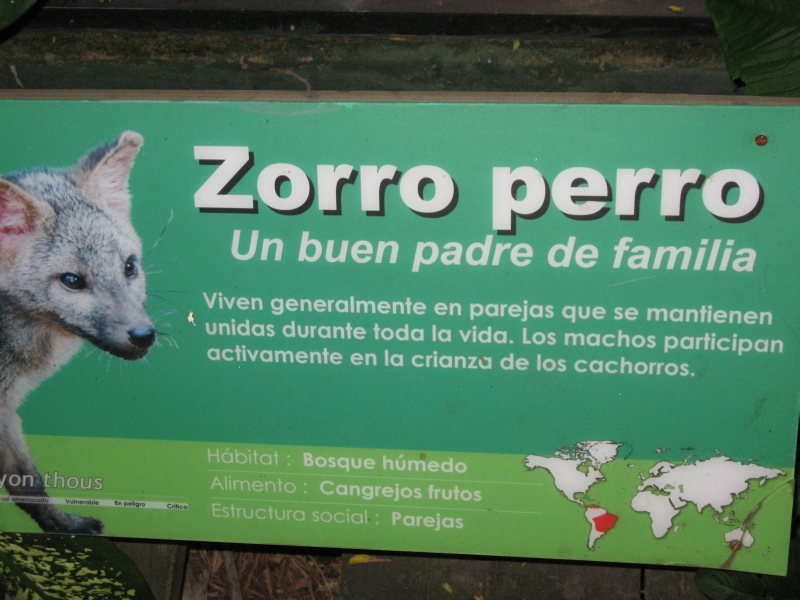 Zorro perro
Un buen padre de familia
Viven generalmente en parejas que se mantienen
unidas durante toda la vida. Los machos participan
activamente en la crianza de los cachorros.
Hábitat : Bosque húmedo
Alimento : Cangrejos frutos
Estructura social : Parejas
yon thous
casi amenazado Vulnerable En peligro Crítico